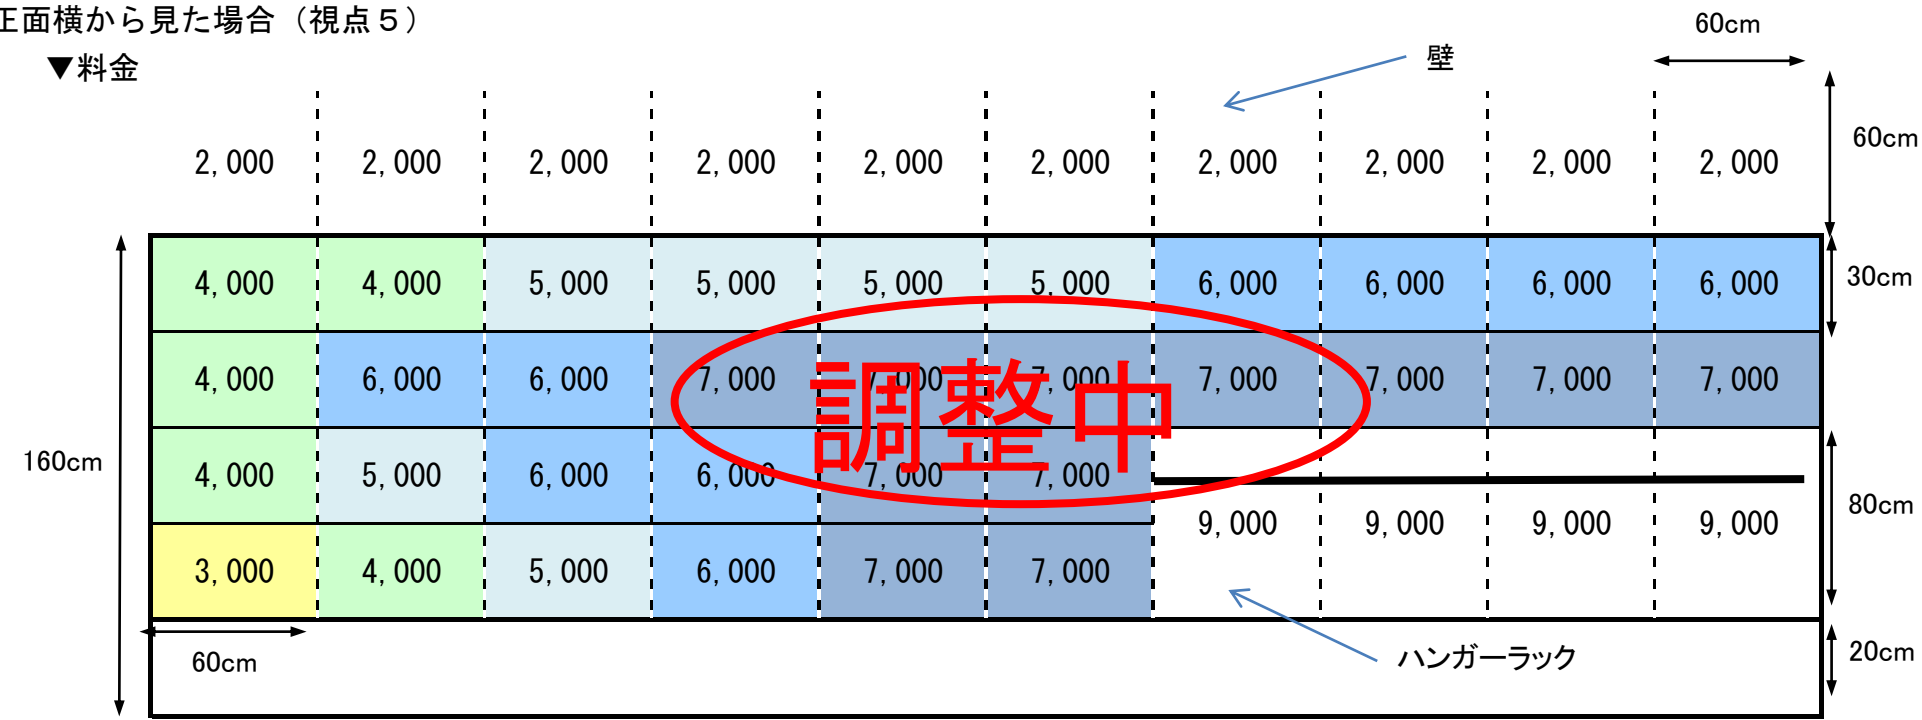 正面横から見た場合（視点５）
60cm
▼料金
壁
60cm
2,000 2,000 2,000 2,000 2,000 2,000 2,000 2,000 2,000 2,000
4,000 4,000 5,000 5,000 5,000 5,000 6,000 6,000 6,000 6,000
30cm
4,000 6,000 6,000 7,000 7,000 7,000 7,000 7,000 7,000 7,000
調整中
160cm
4,000 5,000 6,000 6,000 7,000 7,000
80cm
9,000 9,000 9,000 9,000
3,000 4,000 5,000 6,000 7,000 7,000
60cm
ハンガーラック
20cm